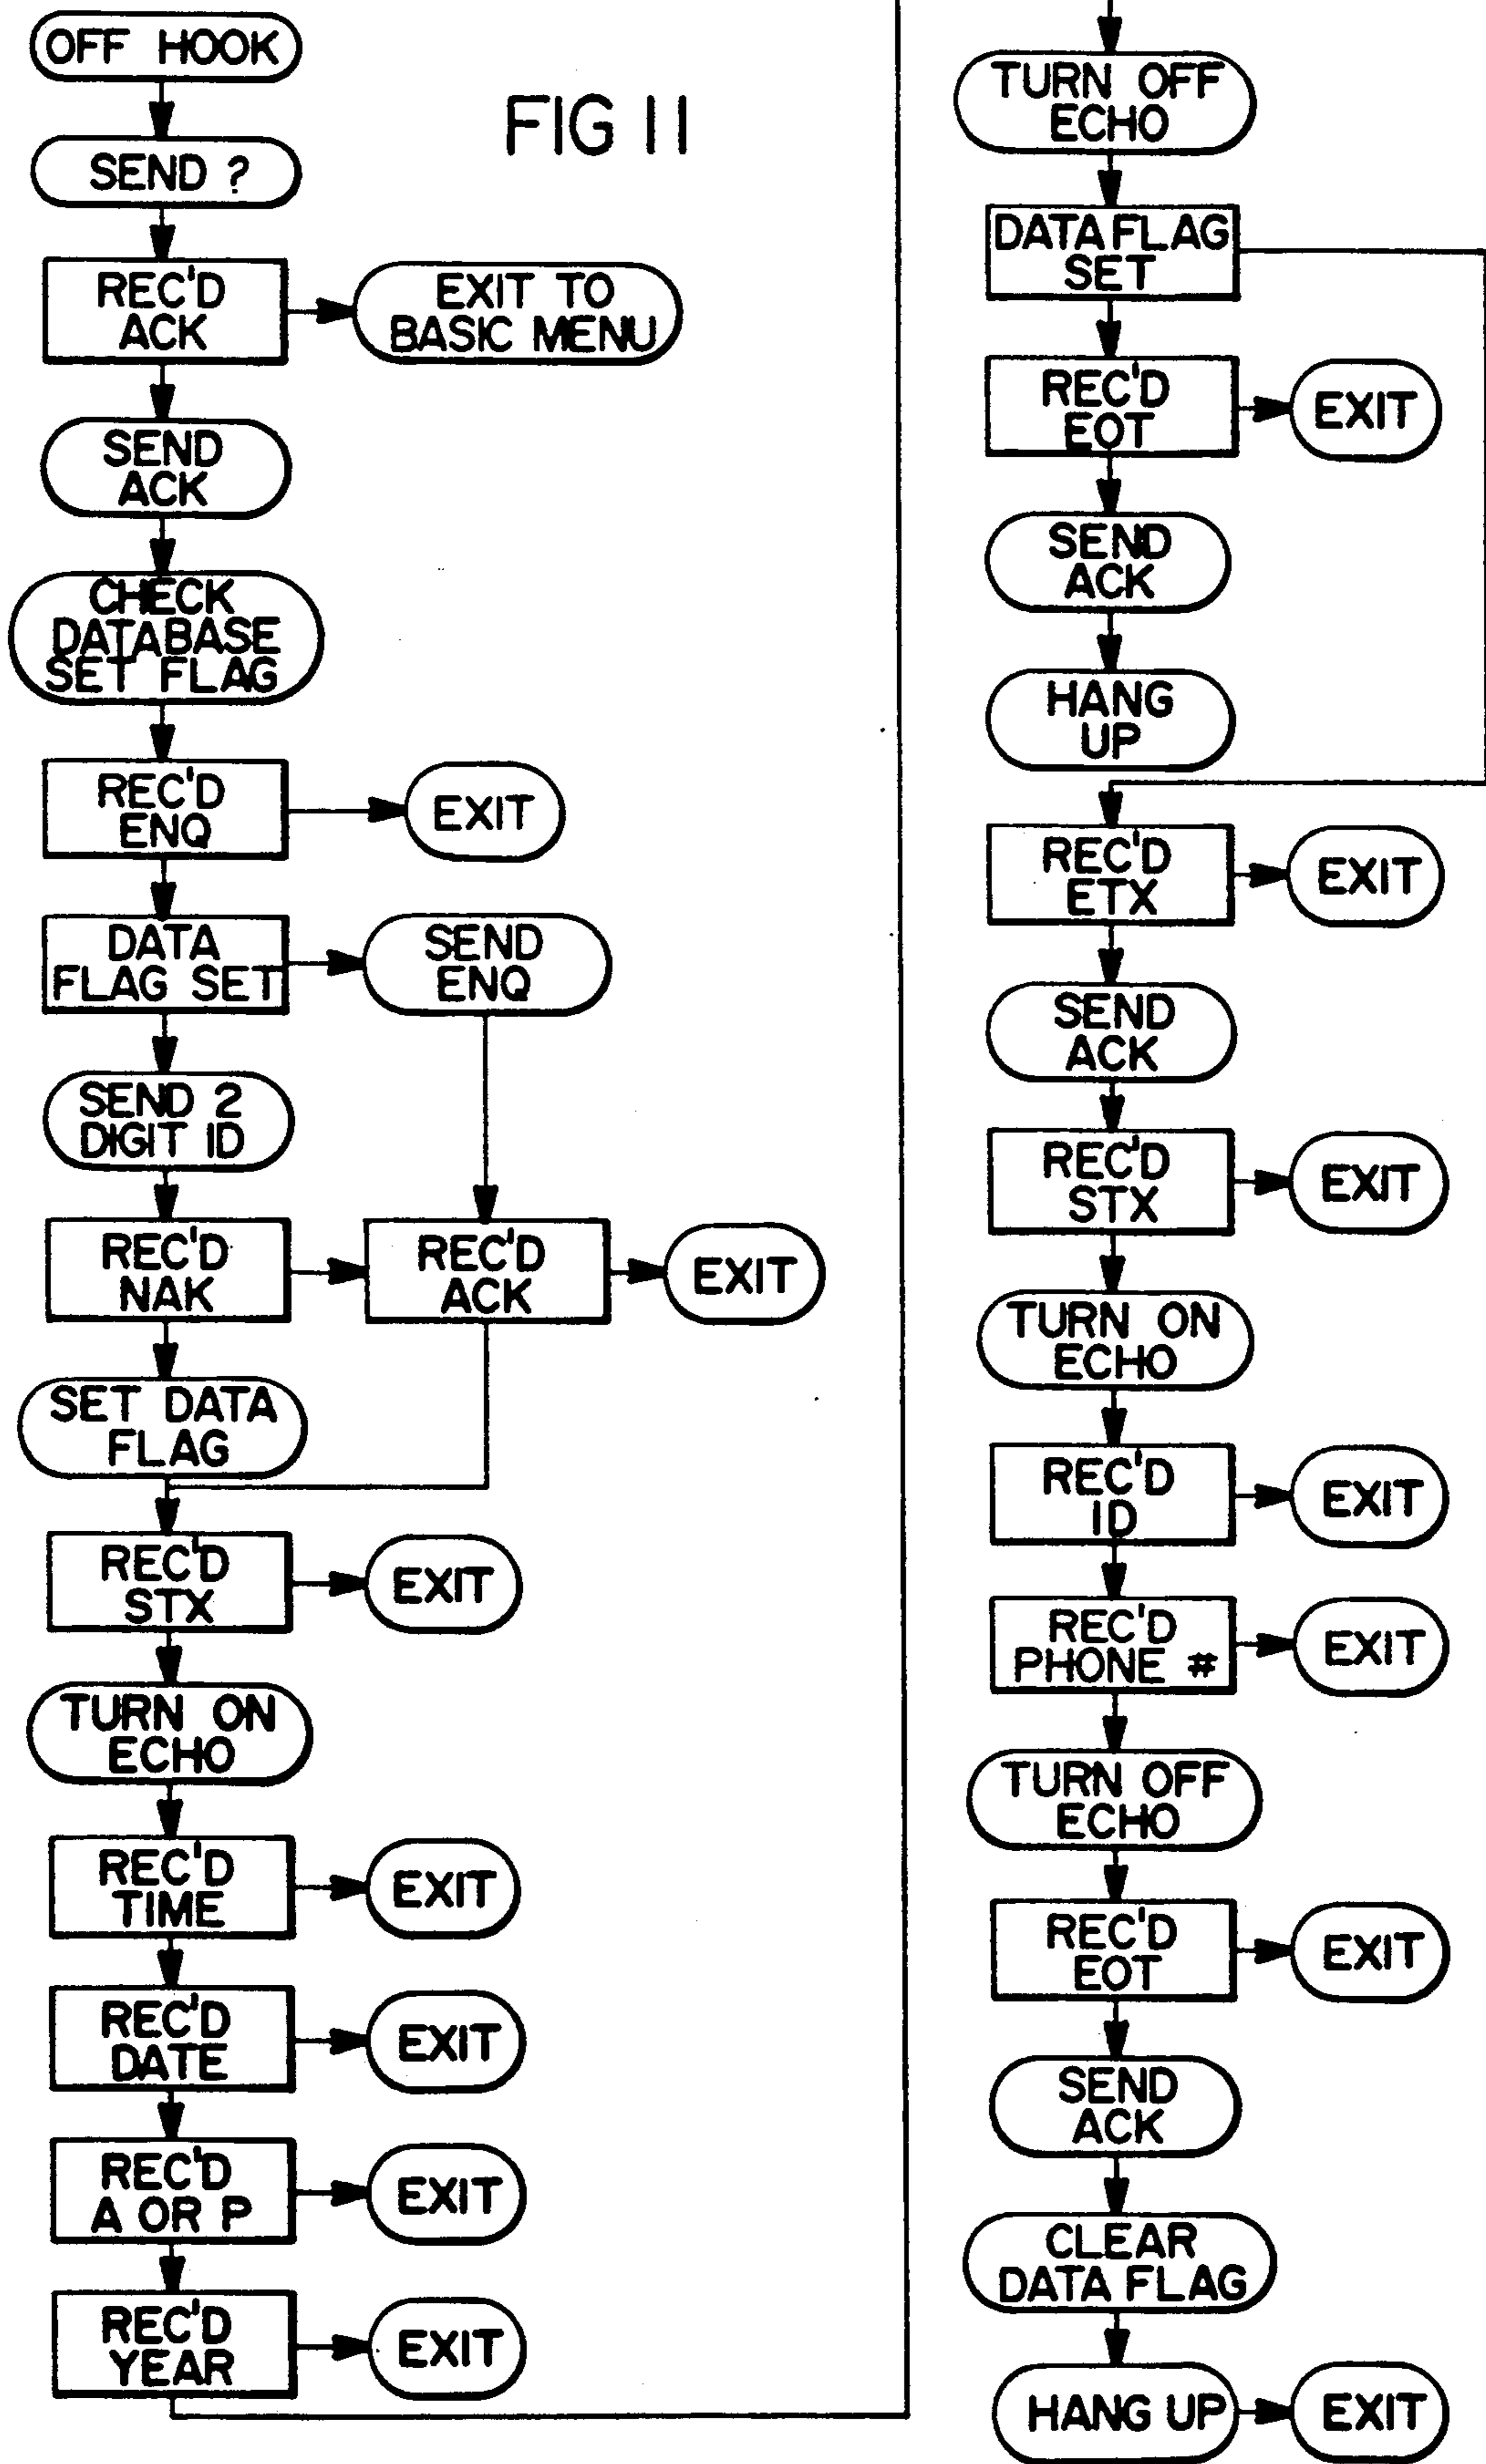 OFF HOOK
FIG 11
SEND ?
REC'D
ACK
EXIT TO
BASIC MENU
SEND
ACK
CHECK
DATABASE
SET FLAG
REC'D
ENQ
EXIT
DATA
FLAG SET
SEND
ENQ
SEND 2
DIGIT ID
REC'D
NAK
REC'D
ACK
EXIT
SET DATA
FLAG
REC'D
STX
EXIT
TURN ON
ECHO
REC'D
TIME
EXIT
REC'D
DATE
EXIT
REC'D
A OR P
EXIT
REC'D
YEAR
EXIT
TURN OFF
ECHO
DATA FLAG
SET
REC'D
EOT
EXIT
SEND
ACK
HANG
UP
REC'D
ETX
EXIT
SEND
ACK
REC'D
STX
EXIT
TURN ON
ECHO
REC'D
ID
EXIT
REC'D
PHONE #
EXIT
TURN OFF
ECHO
REC'D
EOT
EXIT
SEND
ACK
CLEAR
DATA FLAG
HANG UP
EXIT